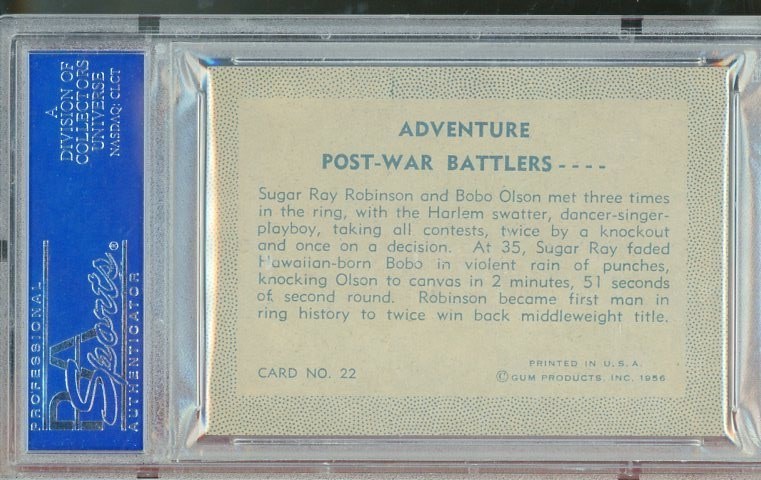 A
DIVISION OF
COLLECTORS
UNIVERSE
NASDAQ: CLCT
PROFESSIONAL
PSA
Sports®
AUTHENTICATOR
ADVENTURE
POST-WAR BATTLERS----
Sugar Ray Robinson and Bobo Olson met three times
in the ring, with the Harlem swatter, dancer-singer-
playboy, taking all contests, twice by a knockout
and once on a decision. At 35, Sugar Ray faded
Hawaiian-born Bobo in violent rain of punches,
knocking Olson to canvas in 2 minutes, 51 seconds
of second round. Robinson became first man in
ring history to twice win back middleweight title.
CARD NO. 22
PRINTED IN U.S.A.
© GUM PRODUCTS, INC. 1956